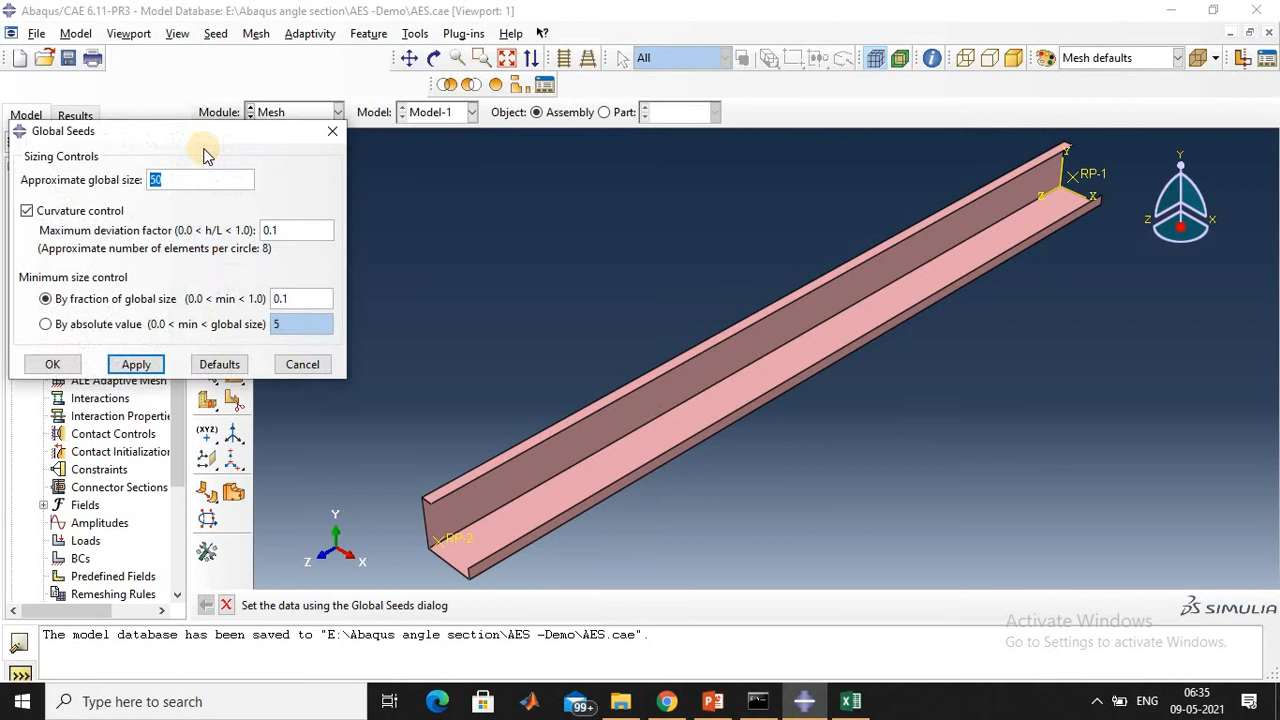 Abaqus/CAE 6.11-PR3 - Model Database: E:\Abaqus angle section\AES -Demo\AES.cae [Viewport: 1]
File Model Viewport View Seed Mesh Adaptivity Feature Tools Plug-ins Help
All
Mesh defaults
Model Results Module: Mesh Model: Model-1 Object: Assembly Part:
Global Seeds
Sizing Controls
Approximate global size: 50
Curvature control
Maximum deviation factor (0.0 < h/L < 1.0): 0.1
(Approximate number of elements per circle: 8)
Minimum size control
By fraction of global size (0.0 < min < 1.0) 0.1
By absolute value (0.0 < min < global size) 5
OK Apply Defaults Cancel
ALE Adaptive Mesh
Interactions
Interaction Properti
Contact Controls
Contact Initialization
Constraints
Connector Sections
Fields
Amplitudes
Loads
BCs
Predefined Fields
Remeshing Rules
(XYZ)
Y
RP-1
Z X
Y
Z X
RP-2
Y
Z X
Set the data using the Global Seeds dialog
SIMULIA
The model database has been saved to "E:\Abaqus angle section\AES -Demo\AES.cae".
Activate Windows
Go to Settings to activate Windows.
>>>
Type here to search
99+
ENG
06:35
09-05-2021